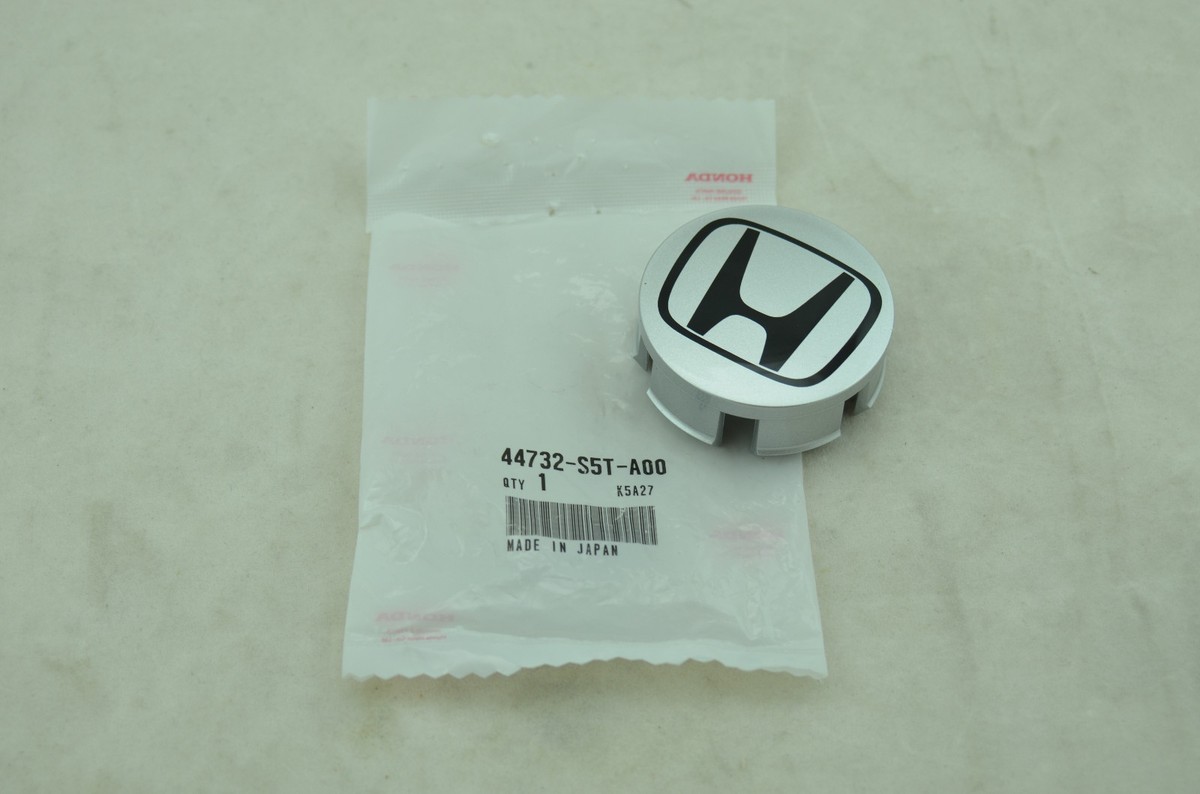 HONDA
44732-S5T-A00
QTY 1 K5A27
MADE IN JAPAN